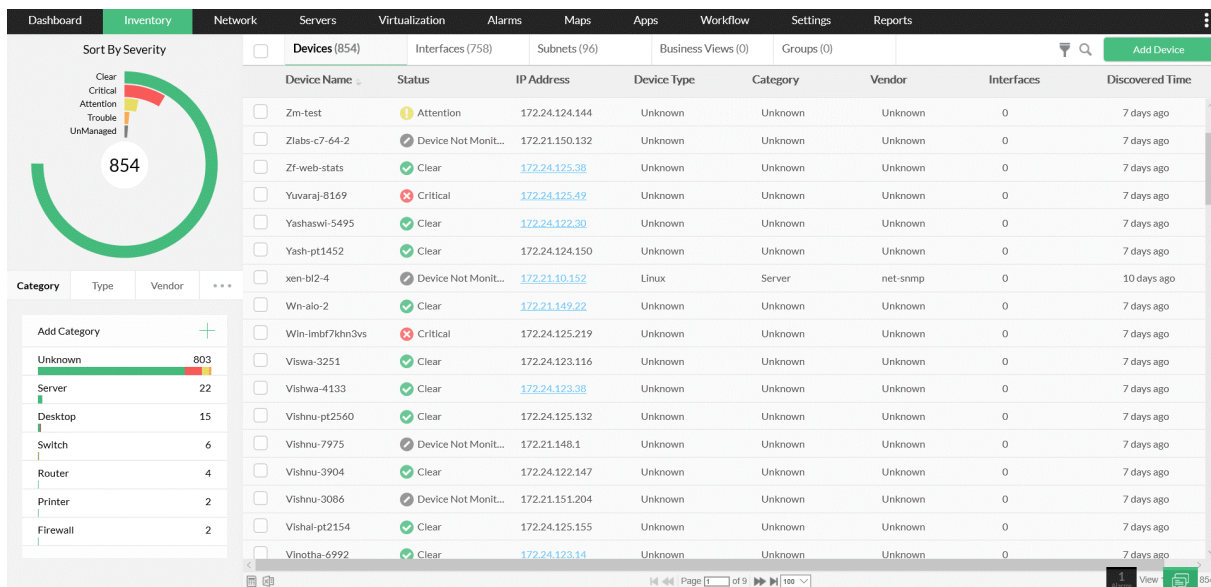 Dashboard Inventory Network Servers Virtualization Alarms Maps Apps Workflow Settings Reports
Sort By Severity
Clear
Critical
Attention
Trouble
UnManaged
854
Category Type Vendor
Add Category
Unknown 803
Server 22
Desktop 15
Switch 6
Router 4
Printer 2
Firewall 2
Devices (854) Interfaces (758) Subnets (96) Business Views (0) Groups (0) Add Device
Device Name Status IP Address Device Type Category Vendor Interfaces Discovered Time
Zm-test Attention 172.24.124.144 Unknown Unknown Unknown 0 7 days ago
Zlabs-c7-64-2 Device Not Monit... 172.21.150.132 Unknown Unknown Unknown 0 7 days ago
Zf-web-stats Clear 172.24.125.38 Unknown Unknown Unknown 0 7 days ago
Yuvaraj-8169 Critical 172.24.125.49 Unknown Unknown Unknown 0 7 days ago
Yashaswi-5495 Clear 172.24.122.30 Unknown Unknown Unknown 0 7 days ago
Yash-pt1452 Clear 172.24.124.150 Unknown Unknown Unknown 0 7 days ago
xen-bl2-4 Device Not Monit... 172.21.10.152 Linux Server net-snmp 0 10 days ago
Wn-aio-2 Clear 172.21.149.22 Unknown Unknown Unknown 0 7 days ago
Win-imbf7khn3vs Critical 172.24.125.219 Unknown Unknown Unknown 0 7 days ago
Viswa-3251 Clear 172.24.123.116 Unknown Unknown Unknown 0 7 days ago
Vishwa-4133 Clear 172.24.123.38 Unknown Unknown Unknown 0 7 days ago
Vishnu-pt2560 Clear 172.24.125.132 Unknown Unknown Unknown 0 7 days ago
Vishnu-7975 Device Not Monit... 172.21.148.1 Unknown Unknown Unknown 0 7 days ago
Vishnu-3904 Clear 172.24.122.147 Unknown Unknown Unknown 0 7 days ago
Vishnu-3086 Device Not Monit... 172.21.151.204 Unknown Unknown Unknown 0 7 days ago
Vishal-pt2154 Clear 172.24.125.155 Unknown Unknown Unknown 0 7 days ago
Vinotha-6992 Clear 172.24.123.14 Unknown Unknown Unknown 0 7 days ago
Page 1 of 9 100 1 Alarms View 854